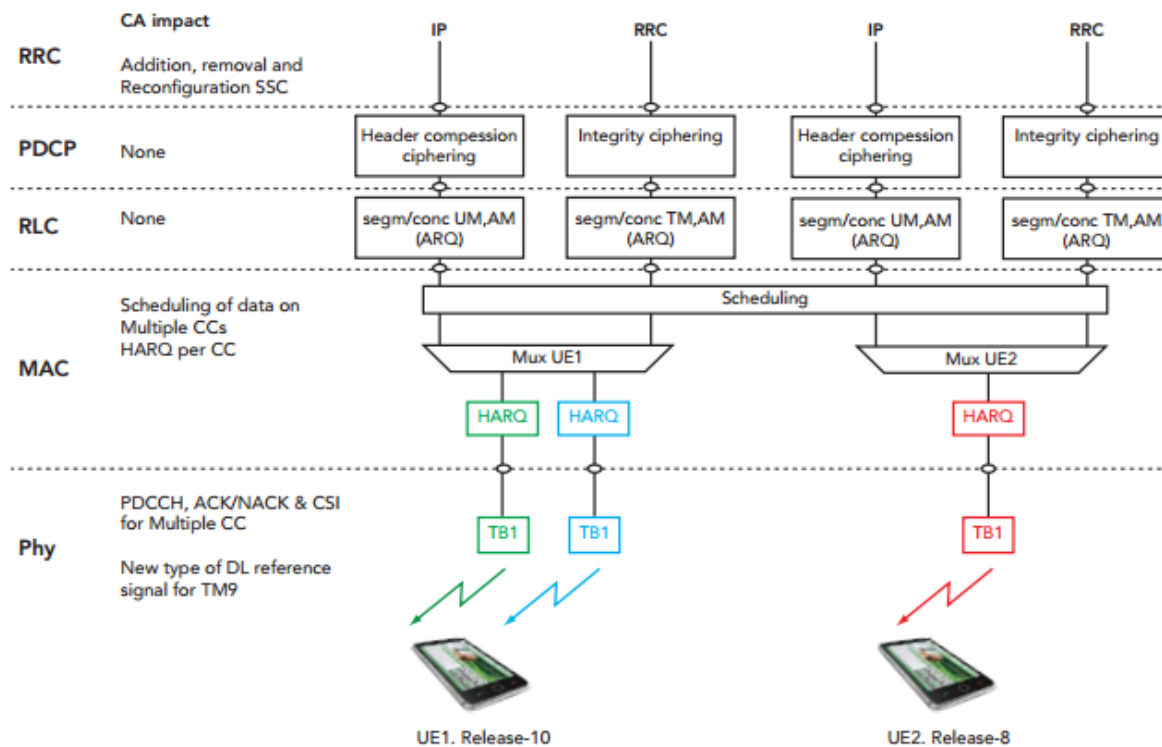 CA impact
IP
RRC
IP
RRC
RRC
Addition, removal and
Reconfiguration SSC
PDCP
None
Header compession
ciphering
Integrity ciphering
Header compession
ciphering
Integrity ciphering
RLC
None
segm/conc UM,AM
(ARQ)
segm/conc TM,AM
(ARQ)
segm/conc UM,AM
(ARQ)
segm/conc TM,AM
(ARQ)
MAC
Scheduling of data on
Multiple CCs
HARQ per CC
Scheduling
Mux UE1
Mux UE2
HARQ
HARQ
HARQ
Phy
PDCCH, ACK/NACK & CSI
for Multiple CC
New type of DL reference
signal for TM9
TB1
TB1
TB1
UE1. Release-10
UE2. Release-8